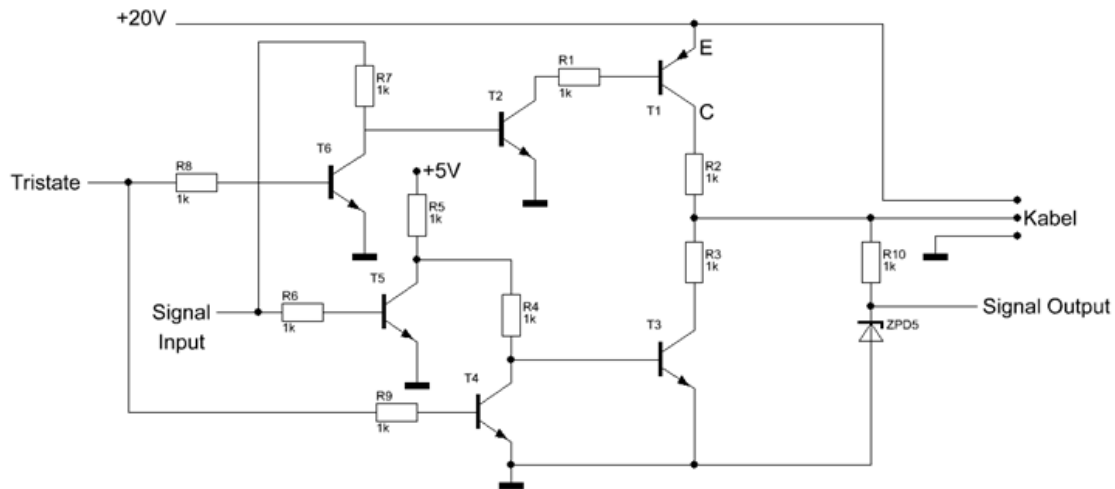 +20V
E
R7
1k
R1
1k
T2
T1
C
T6
R8
1k
+5V
R2
1k
Tristate
R5
1k
Kabel
T5
R3
1k
R10
1k
R6
1k
R4
1k
Signal
Input
Signal Output
T3
ZPD5
T4
R9
1k